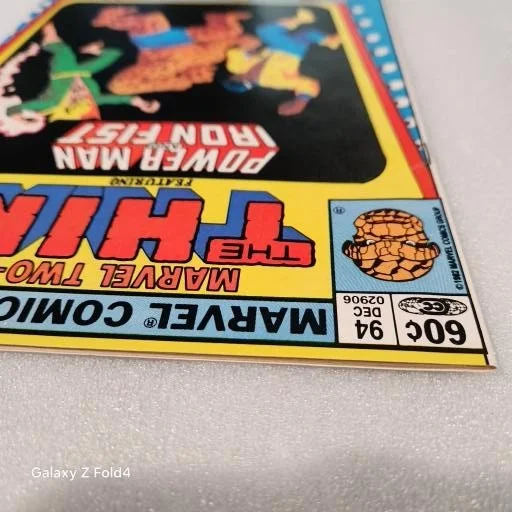 60¢
94
DEC
02906
MARVEL® COMIC
© 1982 MARVEL COMICS GROUP
®
MARVEL TWO-
THE THIN
FEATURING
POWER MAN
AND
IRON FIST
Galaxy Z Fold4